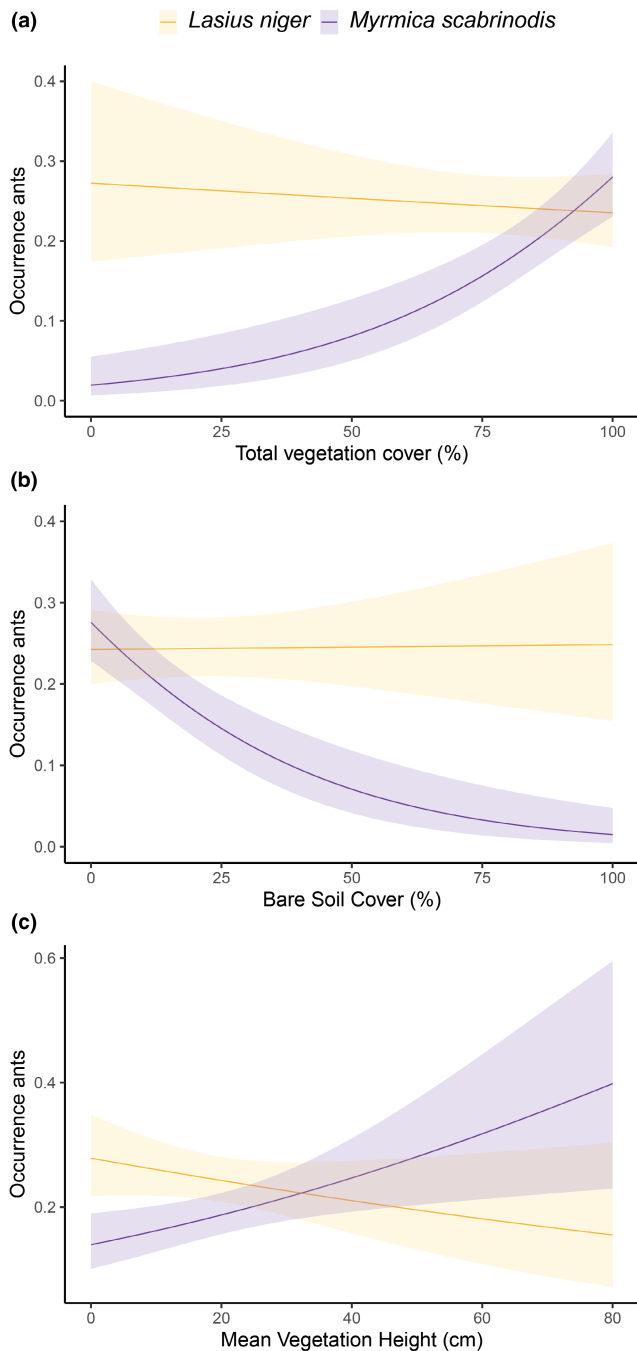 (a) Lasius niger Myrmica scabrinodis
0.4
0.3
0.2
0.1
0.0
Occurrence ants
0 25 50 75 100
Total vegetation cover (%)
(b)
0.4
0.3
0.2
0.1
0.0
Occurrence ants
0 25 50 75 100
Bare Soil Cover (%)
(c)
0.6
0.4
0.2
Occurrence ants
0 20 40 60 80
Mean Vegetation Height (cm)